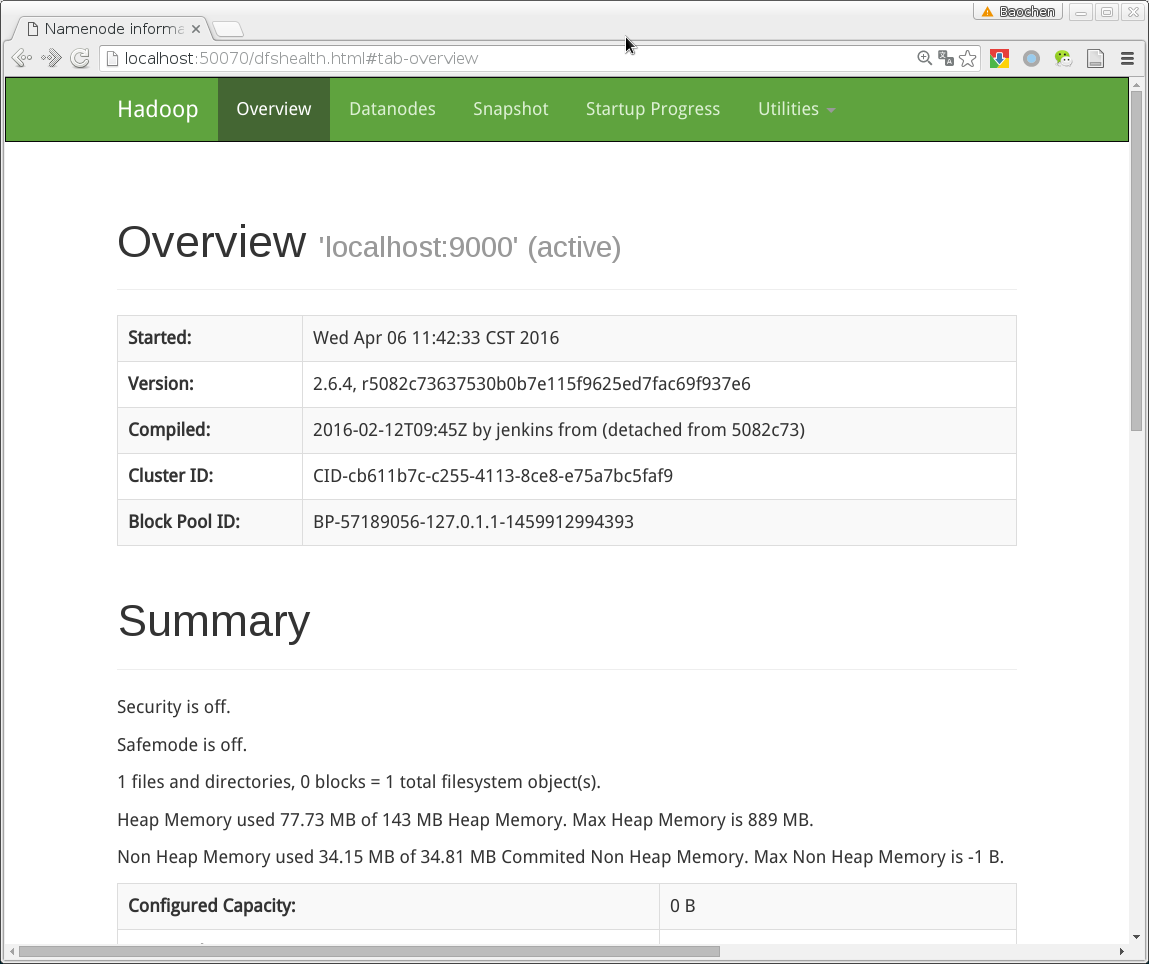 Baochen
Namenode informa
localhost:50070/dfshealth.html#tab-overview
Hadoop Overview Datanodes Snapshot Startup Progress Utilities
Overview 'localhost:9000' (active)
Started: Wed Apr 06 11:42:33 CST 2016
Version: 2.6.4, r5082c73637530b0b7e115f9625ed7fac69f937e6
Compiled: 2016-02-12T09:45Z by jenkins from (detached from 5082c73)
Cluster ID: CID-cb611b7c-c255-4113-8ce8-e75a7bc5faf9
Block Pool ID: BP-57189056-127.0.1.1-1459912994393
Summary
Security is off.
Safemode is off.
1 files and directories, 0 blocks = 1 total filesystem object(s).
Heap Memory used 77.73 MB of 143 MB Heap Memory. Max Heap Memory is 889 MB.
Non Heap Memory used 34.15 MB of 34.81 MB Commited Non Heap Memory. Max Non Heap Memory is -1 B.
Configured Capacity: 0 B